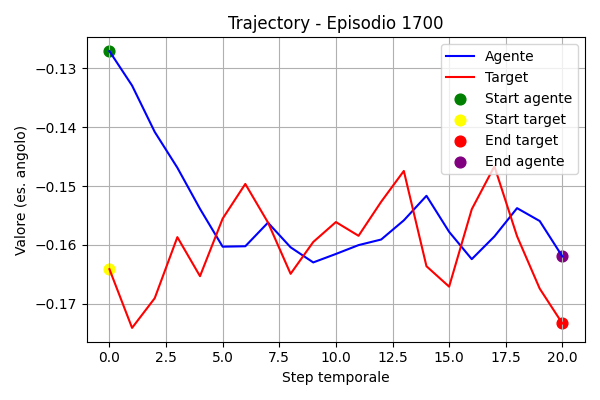 Trajectory - Episodio 1700
Valore (es. angolo)
−0.13
−0.14
−0.15
−0.16
−0.17
Agente
Target
Start agente
Start target
End target
End agente
0.0 2.5 5.0 7.5 10.0 12.5 15.0 17.5 20.0
Step temporale